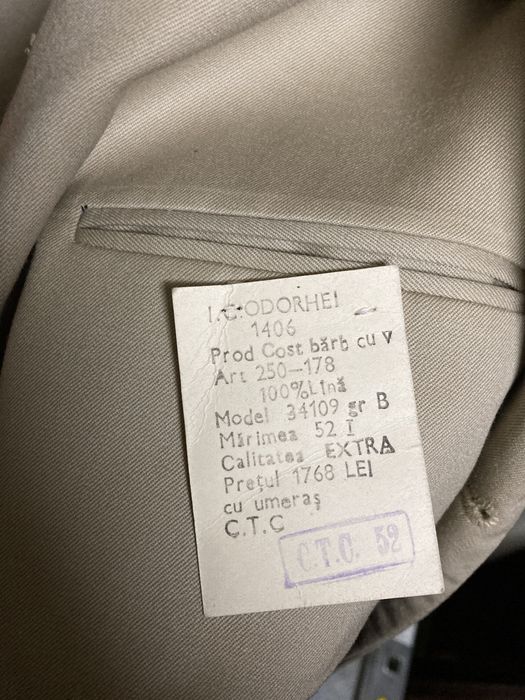 I.C.ODORHEI
1406
Prod Cost bărb cu V
Art 250-178
100%Lînă
Model 34109 gr B
Mărimea 52 I
Calitatea EXTRA
Prețul 1768 LEI
cu umeraș
C.T.C
C.T.C. 52